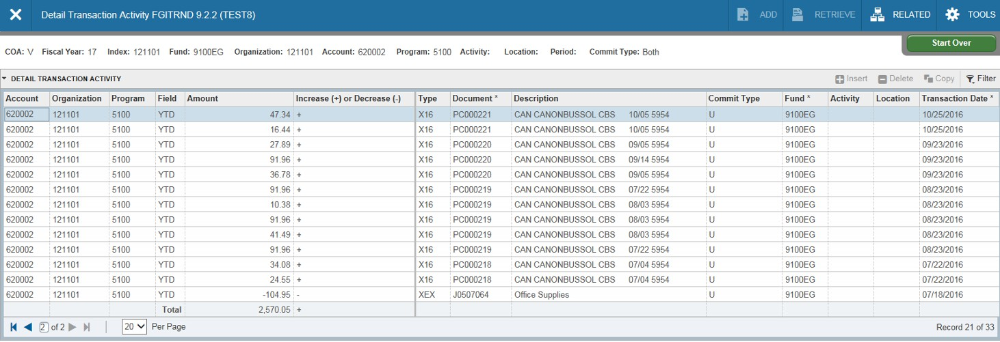 Detail Transaction Activity FGITRND 9.2.2 (TEST8) ADD RETRIEVE RELATED TOOLS
COA: V Fiscal Year: 17 Index: 121101 Fund: 9100EG Organization: 121101 Account: 620002 Program: 5100 Activity: Location: Period: Commit Type: Both Start Over
DETAIL TRANSACTION ACTIVITY Insert Delete Copy Filter
Account Organization Program Field Amount Increase (+) or Decrease (-) Type Document * Description Commit Type Fund * Activity Location Transaction Date *
620002 121101 5100 YTD 47.34 + X16 PC000221 CAN CANONBUSSOL CBS 10/05 5954 U 9100EG 10/25/2016
620002 121101 5100 YTD 16.44 + X16 PC000221 CAN CANONBUSSOL CBS 10/05 5954 U 9100EG 10/25/2016
620002 121101 5100 YTD 27.89 + X16 PC000220 CAN CANONBUSSOL CBS 09/05 5954 U 9100EG 09/23/2016
620002 121101 5100 YTD 91.96 + X16 PC000220 CAN CANONBUSSOL CBS 09/14 5954 U 9100EG 09/23/2016
620002 121101 5100 YTD 36.78 + X16 PC000220 CAN CANONBUSSOL CBS 09/05 5954 U 9100EG 09/23/2016
620002 121101 5100 YTD 91.96 + X16 PC000219 CAN CANONBUSSOL CBS 07/22 5954 U 9100EG 08/23/2016
620002 121101 5100 YTD 10.38 + X16 PC000219 CAN CANONBUSSOL CBS 08/03 5954 U 9100EG 08/23/2016
620002 121101 5100 YTD 91.96 + X16 PC000219 CAN CANONBUSSOL CBS 08/03 5954 U 9100EG 08/23/2016
620002 121101 5100 YTD 41.49 + X16 PC000219 CAN CANONBUSSOL CBS 08/03 5954 U 9100EG 08/23/2016
620002 121101 5100 YTD 91.96 + X16 PC000219 CAN CANONBUSSOL CBS 07/22 5954 U 9100EG 08/23/2016
620002 121101 5100 YTD 34.08 + X16 PC000218 CAN CANONBUSSOL CBS 07/04 5954 U 9100EG 07/22/2016
620002 121101 5100 YTD 24.55 + X16 PC000218 CAN CANONBUSSOL CBS 07/04 5954 U 9100EG 07/22/2016
620002 121101 5100 YTD -104.95 - XEX J0507064 Office Supplies U 9100EG 07/18/2016
Total 2,570.05 +
2 of 2 20 Per Page Record 21 of 33